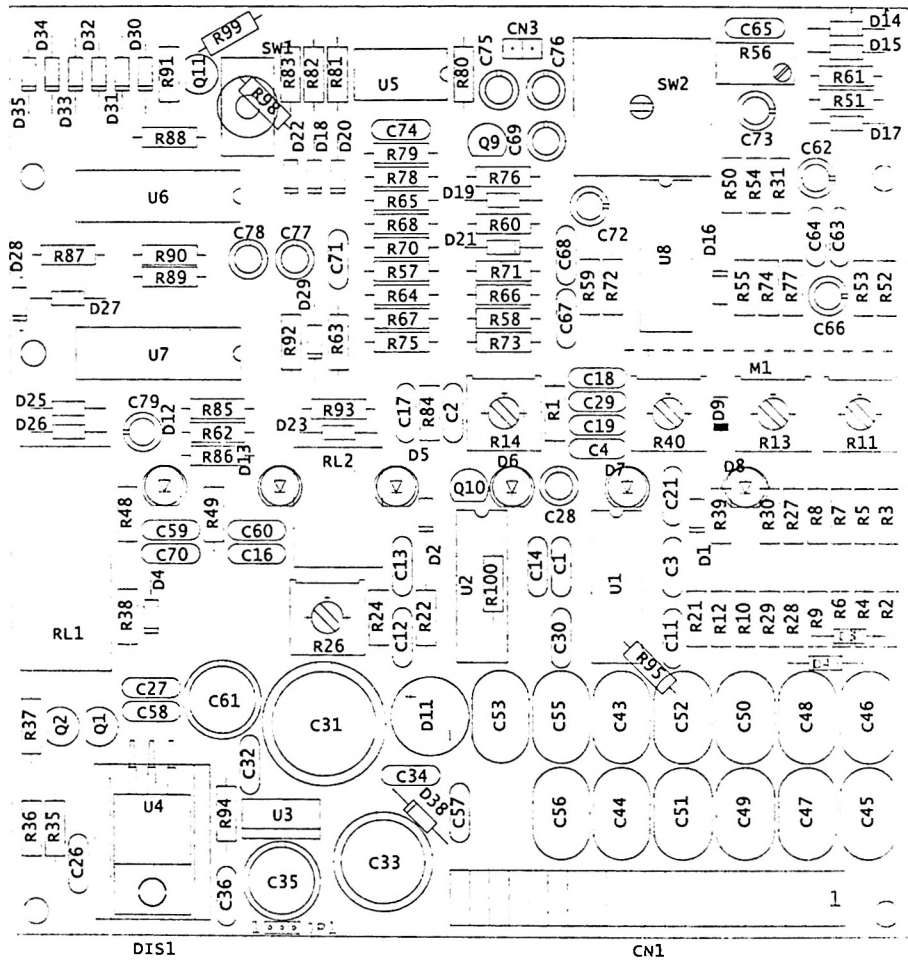 D34 D32 D30 R99 CN3 C65 D14
SW1 C75 C76 R56 D15
R91 Q11 R83 R82 R81 U5 R80 SW2 R61
D35 D33 D31 R98 R51
C73 D17
R88 D22 D18 D20 C74 Q9 C69
R79 C62
U6 R78 R76 R50 R54 R31
R65 D19
R68 R60 C72 C64 C63
D28 C78 C77 C71 R70 D21 C68 U8 D16
R87 R90 R57 R71
R89 R59 R72 R55 R74 R77 R53 R52
D27 D29 R64 R66 C67
R92 R63 R67 R58 C66
U7 R75 R73
M1
C18
D25 C79 D12 R85 R93 C17 R84 C2 R1 C29 D9
D26 R62 D23 C19
R14 C4 R40 R13 R11
R86 D13 RL2 D5 D6 D7 D8
Q10 C21
R48 R49 C28 R39 R30 R27 R8 R7 R5 R3
C59 C60 D2
C70 C16 C13 U2 R100 C14 C1 U1 C3 D1
D4
R38 R24 R22 R21 R12 R10 R29 R28 R9 R6 R4 R2
RL1 R26 C12 C30 C11
R95
C27 C61
R37 Q2 Q1 C58 C31 D11 C53 C55 C43 C52 C50 C48 C46
C32 C34
U4 R94 U3 D38 C57 C56 C44 C51 C49 C47 C45
R36 R35
C26 C33
C36 C35 1
DIS1 CN1